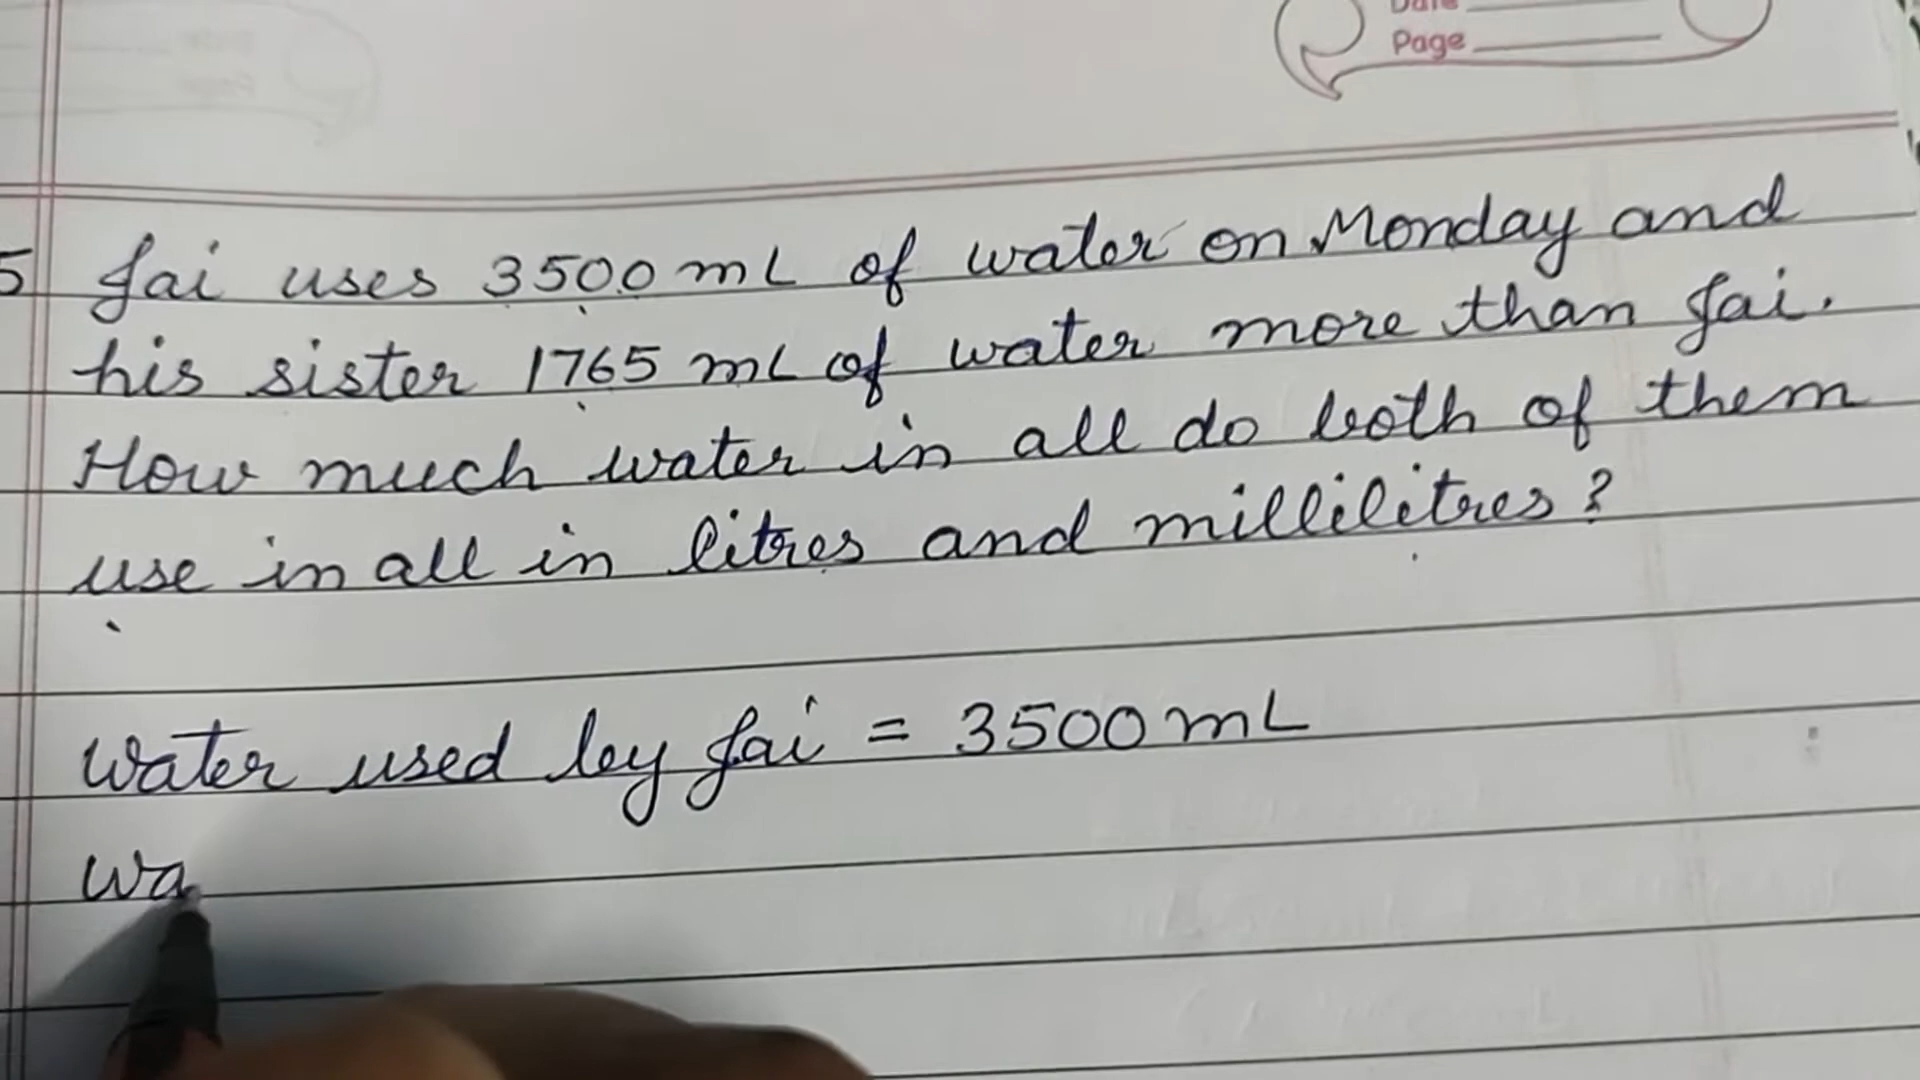 Date
Page
5 Jai uses 3500 mL of water on Monday and
his sister 1765 mL of water more than Jai.
How much water in all do both of them
use in all in litres and millilitres?
Water used by Jai = 3500 mL
Wa